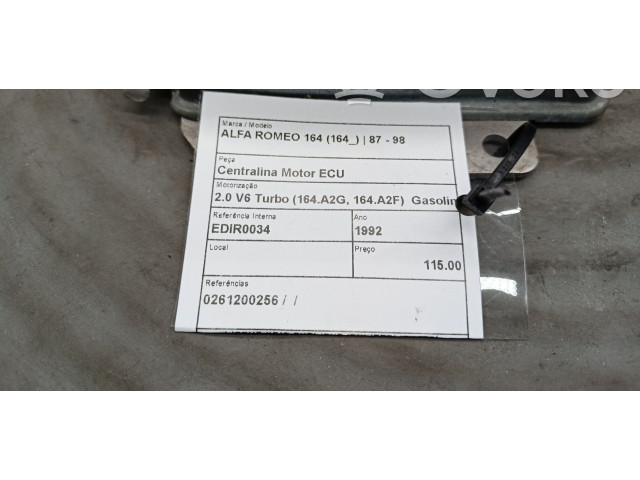 Marca / Modelo
ALFA ROMEO 164 (164_) | 87 - 98
Peça
Centralina Motor ECU
Motorização
2.0 V6 Turbo (164.A2G, 164.A2F) Gasolin
Referência Interna Ano
EDIR0034 1992
Local Preço
115.00
Referências
0261200256 / /